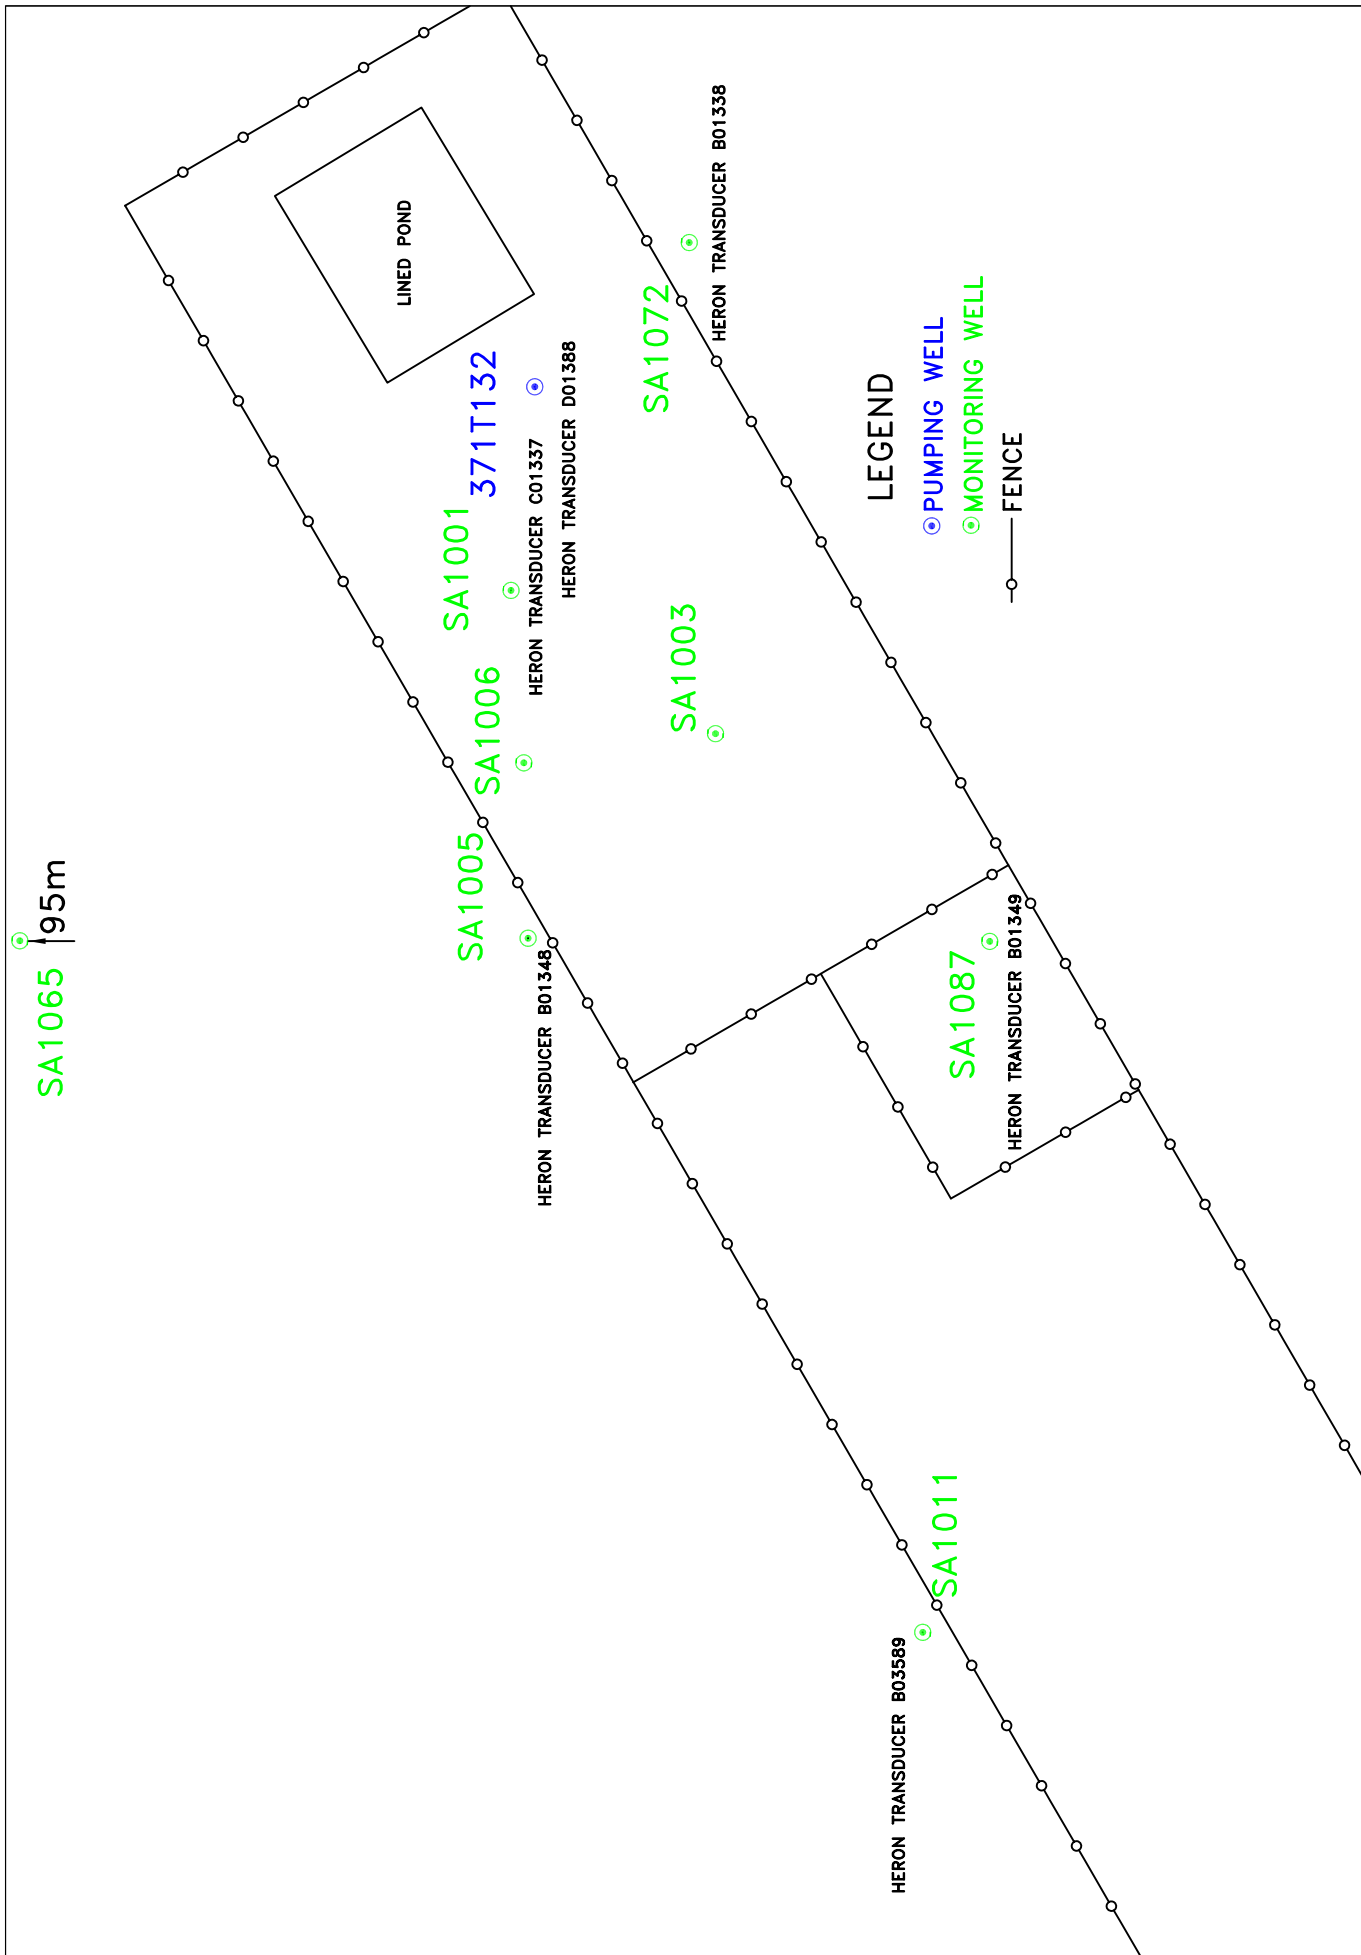 SA1065
95m
SA1005
HERON TRANSDUCER B01348
SA1006
SA1001
HERON TRANSDUCER C01337
371T132
HERON TRANSDUCER D01388
LINED POND
SA1003
SA1072
HERON TRANSDUCER B01338
SA1087
HERON TRANSDUCER B01349
SA1011
HERON TRANSDUCER B03589
LEGEND
PUMPING WELL
MONITORING WELL
FENCE